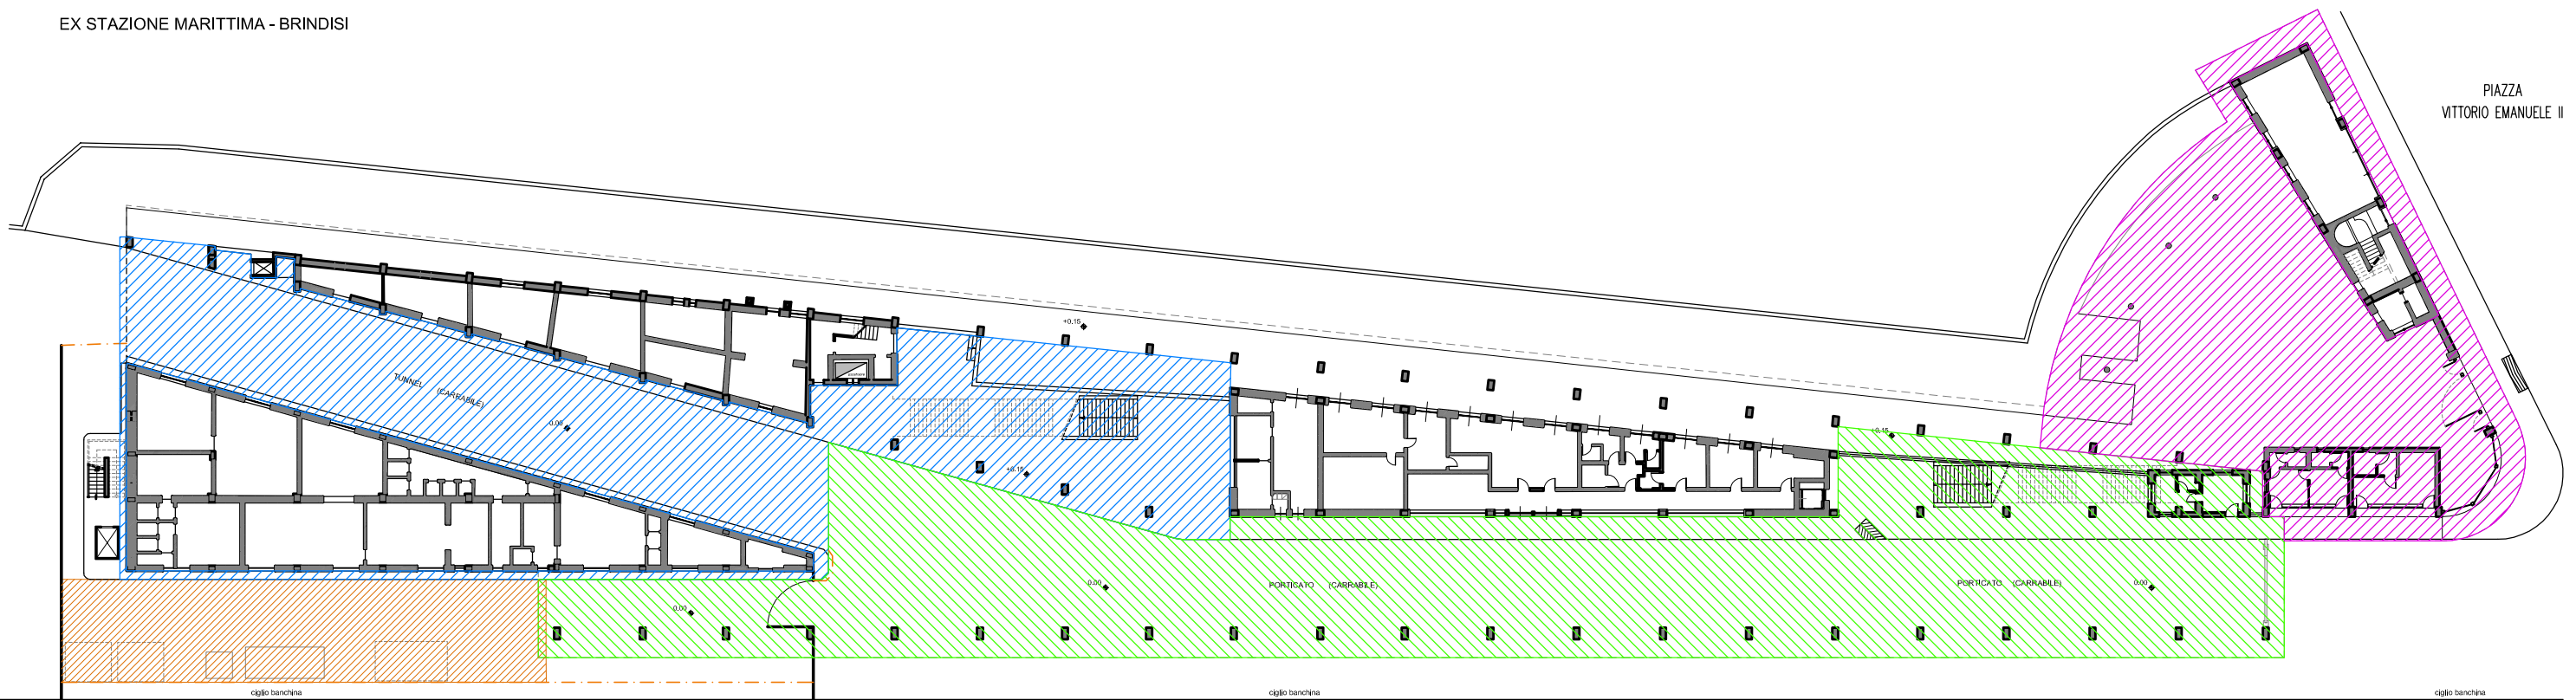 EX STAZIONE MARITTIMA - BRINDISI
PIAZZA
VITTORIO EMANUELE II
+0.15
TUNNEL (CARRABILE)
0.00
+0.15
+0.15
0.00
0.00
PORTICATO (CARRABILE)
PORTICATO (CARRABILE)
0.00
ciglio banchina
ciglio banchina
ciglio banchina